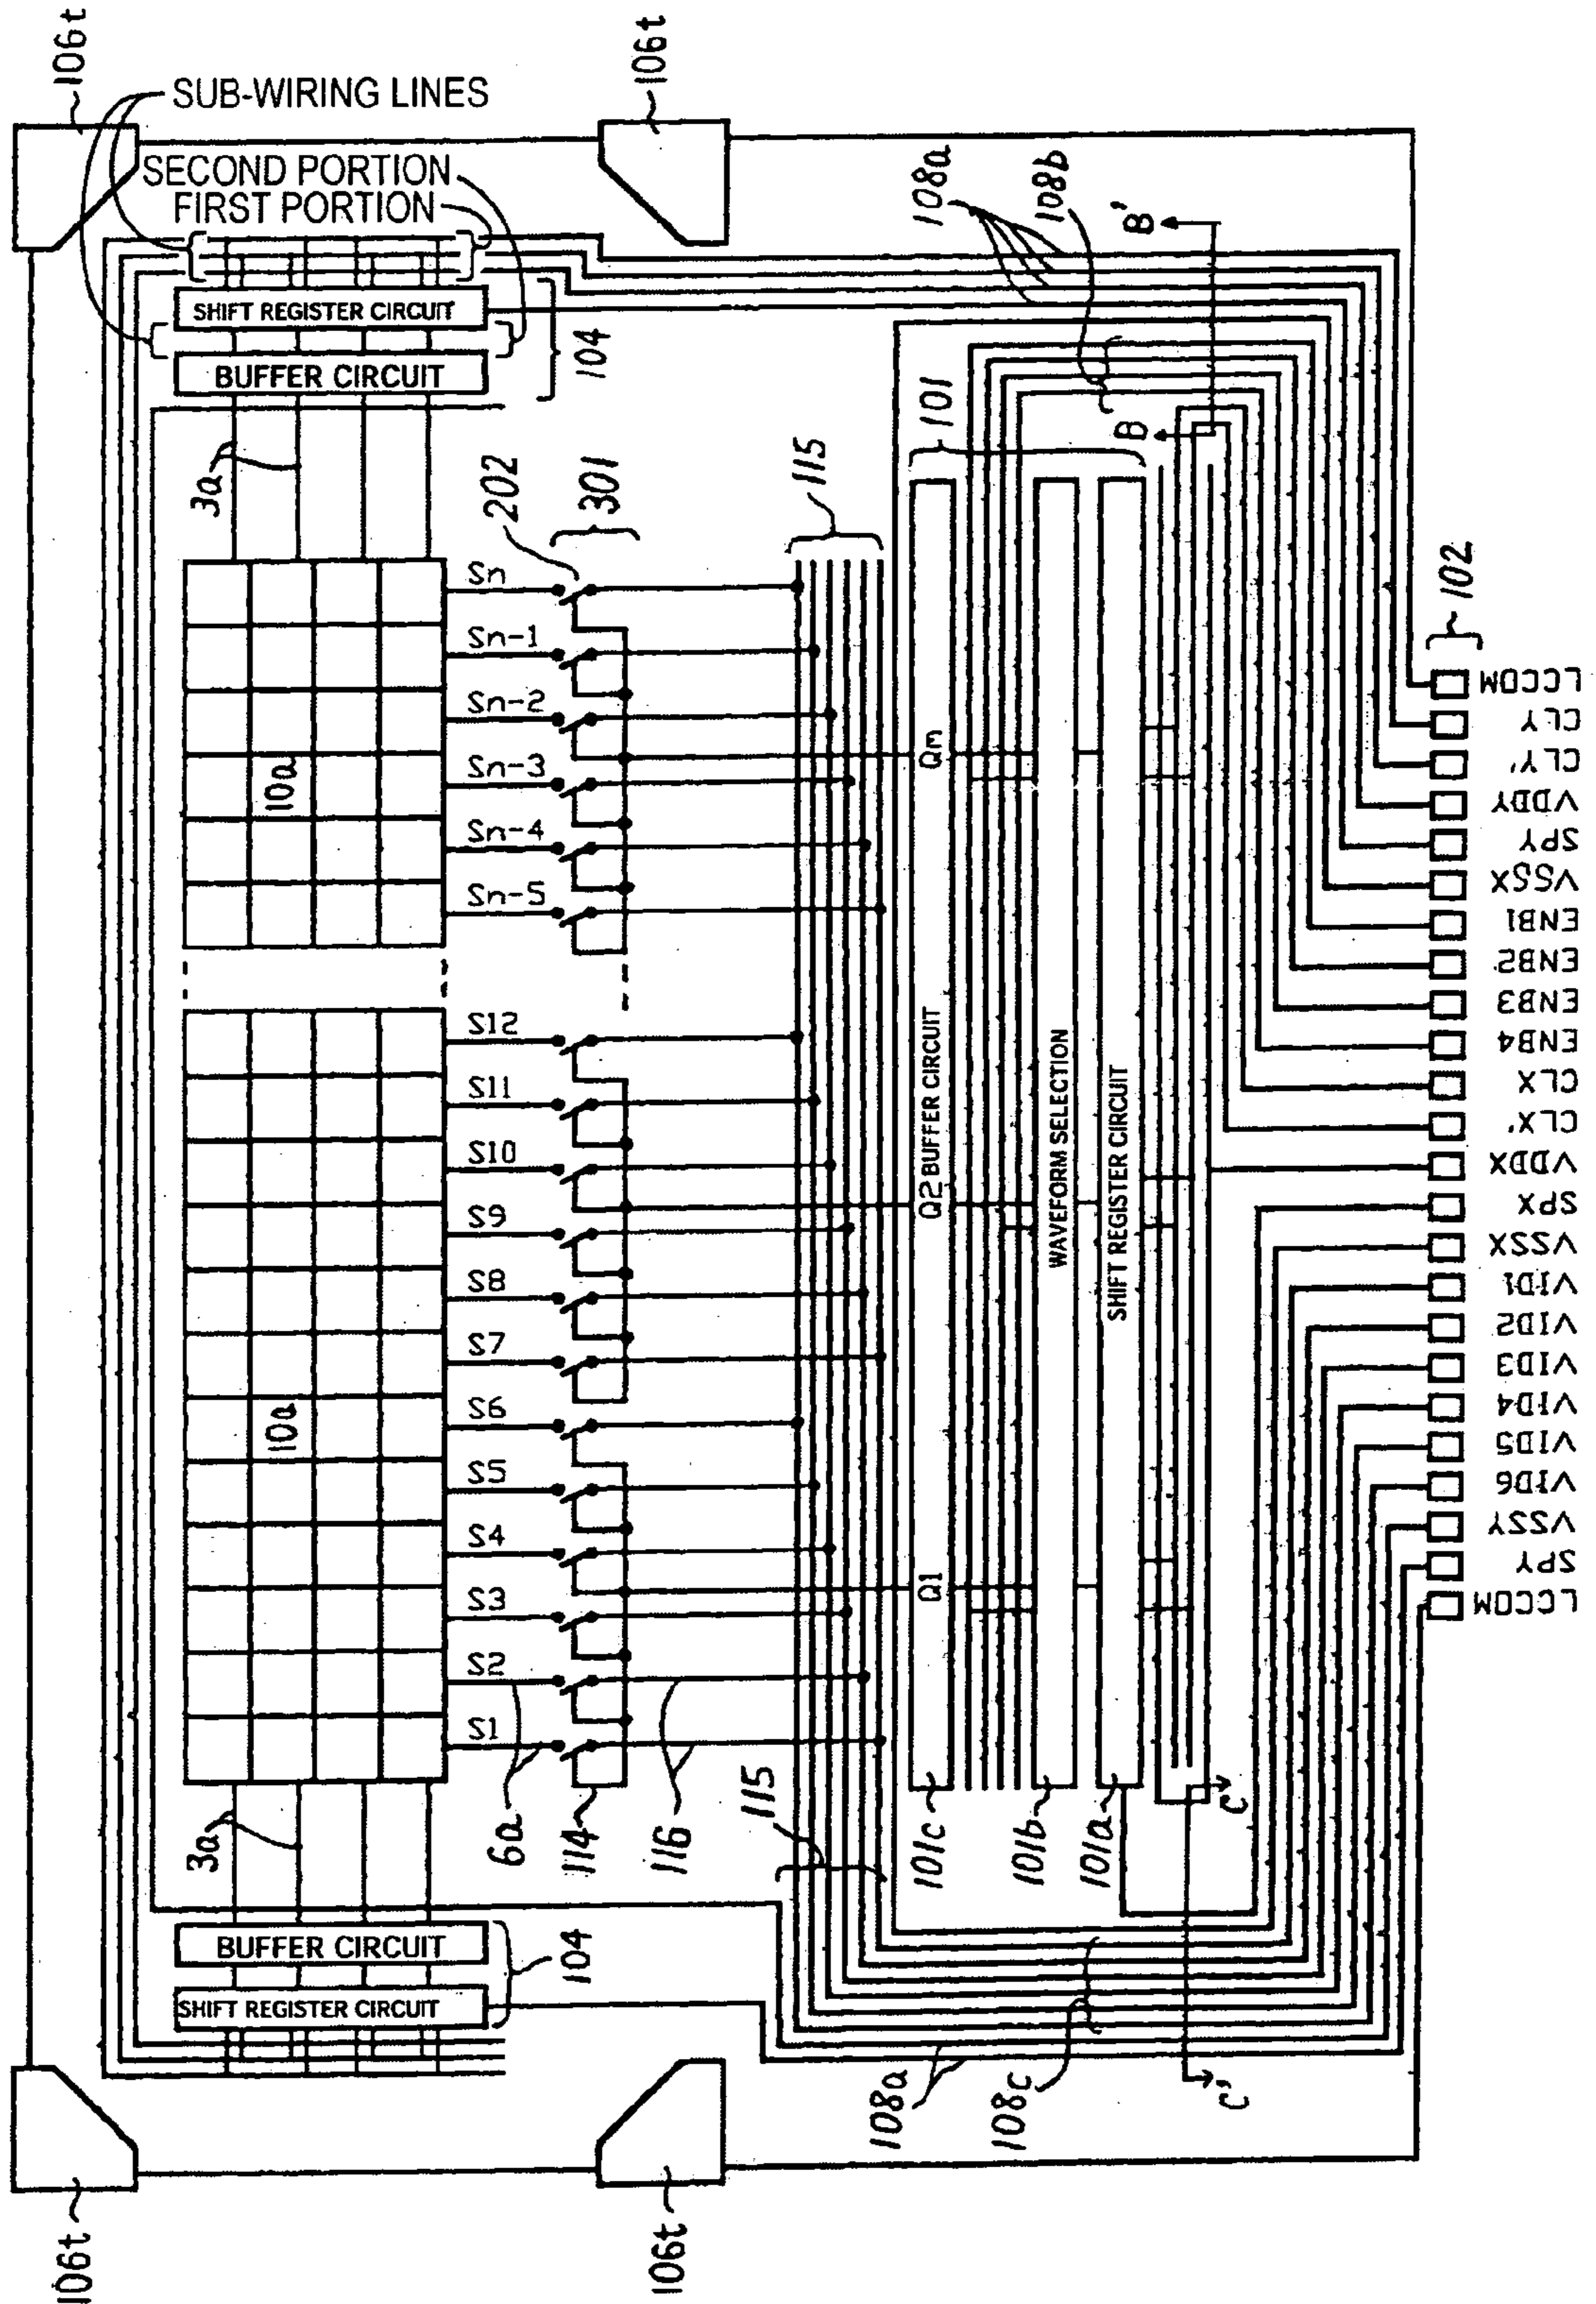 106t
SUB-WIRING LINES
106t
SECOND PORTION
FIRST PORTION
108a
108b
B'
SHIFT REGISTER CIRCUIT
BUFFER CIRCUIT
104
101
B
3a
202
301
115
102
Sn
Sn-1
Sn-2
Sn-3
Sn-4
Sn-5
10a
Qm
LCCOM
CLY
CLY'
VDDY
SPY
VSSX
ENB1
ENB2
ENB3
ENB4
CLX
CLX'
VDDX
SPX
VSSX
VID1
VID2
VID3
VID4
VID5
VID6
VSSY
SPY
LCCOM
S12
S11
S10
S9
S8
S7
S6
S5
S4
S3
S2
S1
10a
Q2 BUFFER CIRCUIT
WAVEFORM SELECTION
SHIFT REGISTER CIRCUIT
Q1
3a
6a
114
116
115
101c
101b
101a
C
BUFFER CIRCUIT
SHIFT REGISTER CIRCUIT
104
108a
108c
C'
106t
106t